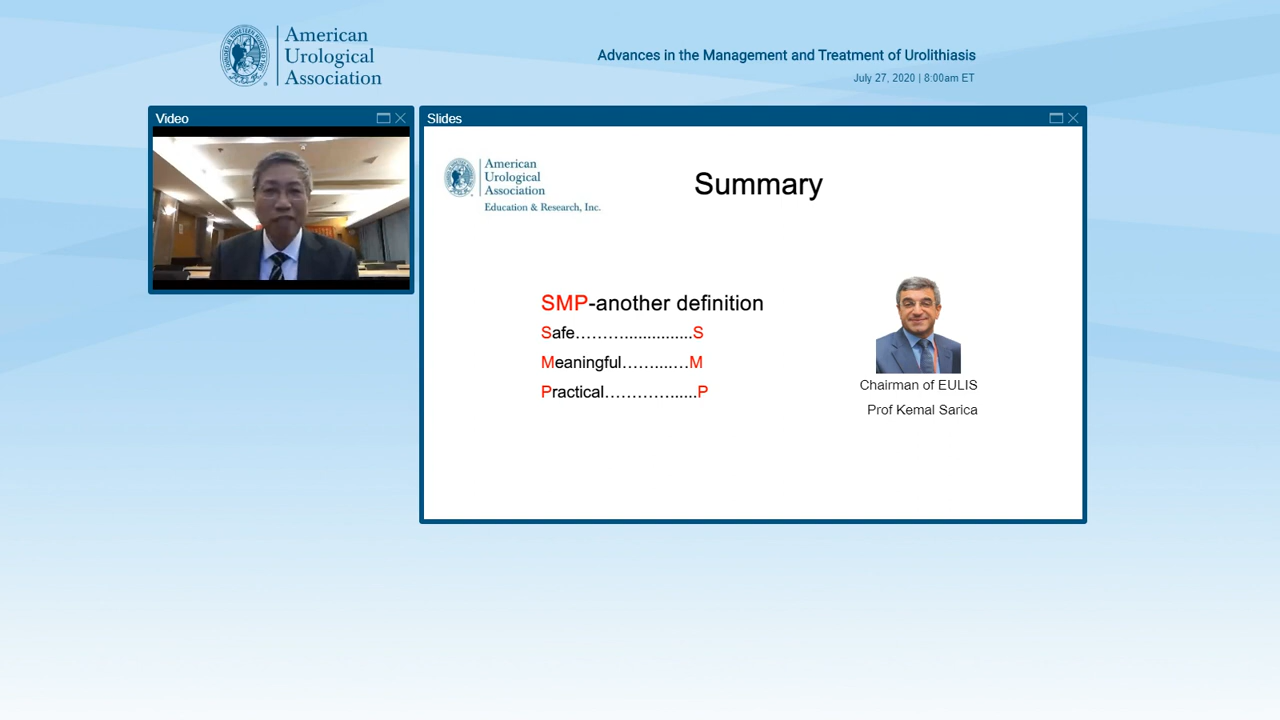 American
Urological
Association
Advances in the Management and Treatment of Urolithiasis
July 27, 2020 | 8:00am ET
Video
Slides
American
Urological
Association
Education & Research, Inc.
Summary
SMP-another definition
Safe……….................S
Meaningful…….....…M
Practical…………......P
Chairman of EULIS
Prof Kemal Sarica